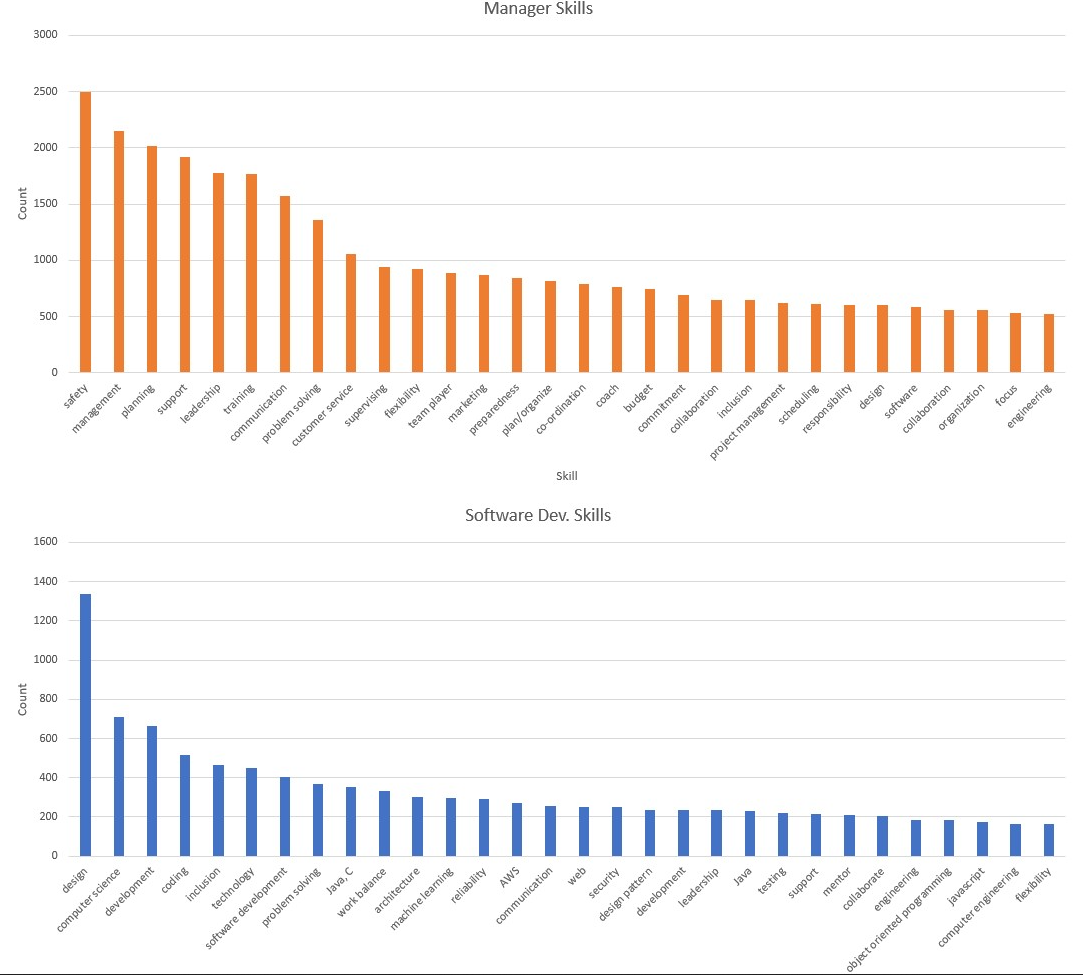 Manager Skills
3000
2500
2000
1500
1000
500
0
Count
safety
management
planning
support
leadership
training
communication
problem solving
customer service
supervising
flexibility
team player
marketing
preparedness
plan/organize
co-ordination
coach
budget
commitment
collaboration
inclusion
project management
scheduling
responsibility
design
software
collaboration
organization
focus
engineering
Skill
Software Dev. Skills
1600
1400
1200
1000
800
600
400
200
0
Count
design
computer science
development
coding
inclusion
technology
software development
problem solving
Java, C
work balance
architecture
machine learning
reliability
AWS
communication
web
security
design pattern
development
leadership
Java
testing
support
mentor
collaborate
engineering
object oriented programming
javascript
computer engineering
flexibility